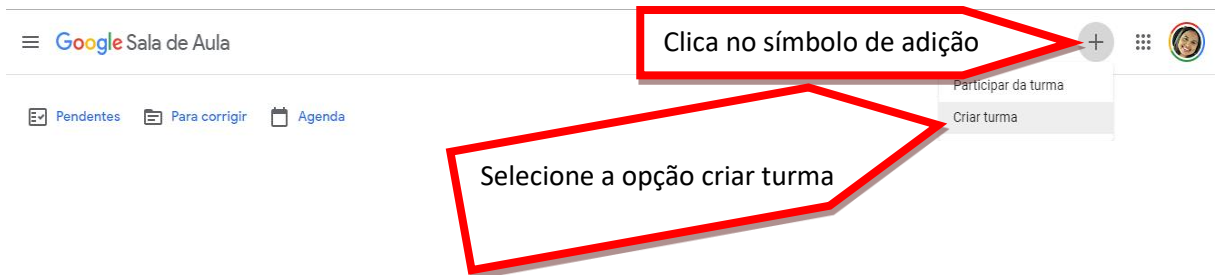 Google Sala de Aula
Clica no símbolo de adição
Participar da turma
Criar turma
Pendentes
Para corrigir
Agenda
Selecione a opção criar turma